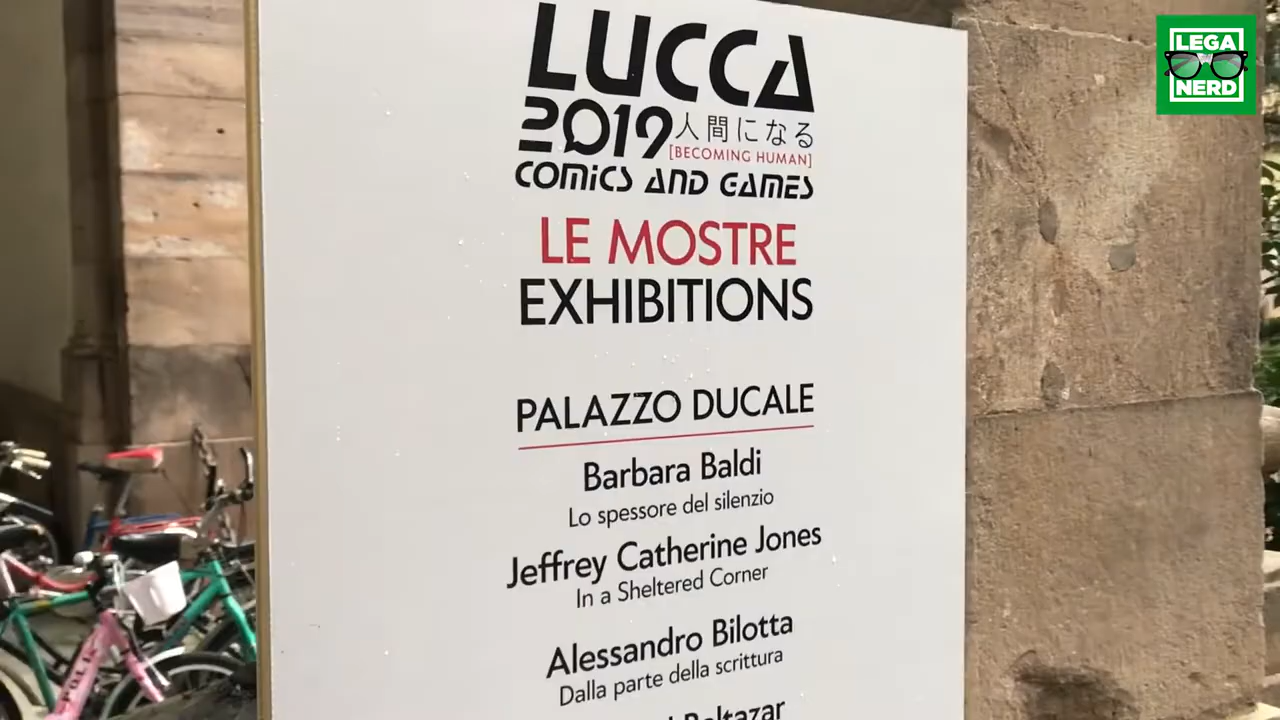 LUCCA
2019 人間になる
[BECOMING HUMAN]
COMICS AND GAMES
LE MOSTRE
EXHIBITIONS
PALAZZO DUCALE
Barbara Baldi
Lo spessore del silenzio
Jeffrey Catherine Jones
In a Sheltered Corner
Alessandro Bilotta
Dalla parte della scrittura
Baltazar
LEGA
NERD